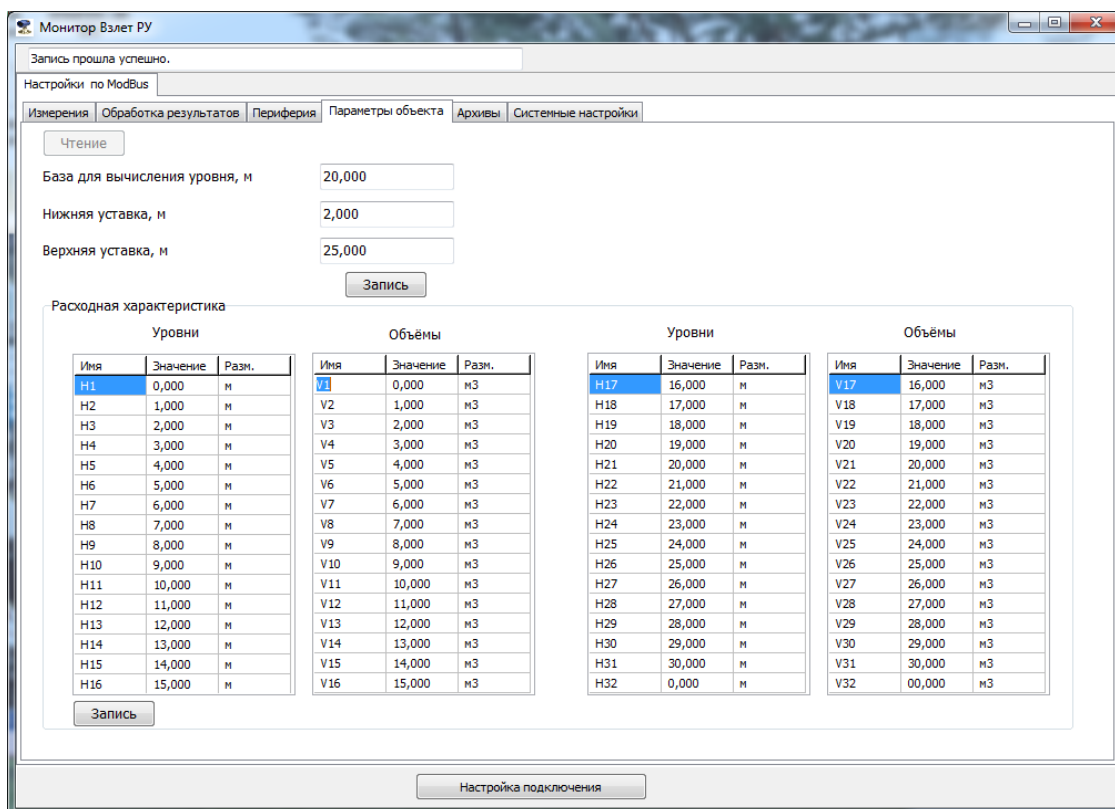 Монитор Взлет РУ
Запись прошла успешно.
Настройки по ModBus
Измерения Обработка результатов Периферия Параметры объекта Архивы Системные настройки
Чтение
База для вычисления уровня, м 20,000
Нижняя уставка, м 2,000
Верхняя уставка, м 25,000
Запись
Расходная характеристика
Уровни Объёмы Уровни Объёмы
Имя Значение Разм. Имя Значение Разм. Имя Значение Разм. Имя Значение Разм.
H1 0,000 м V1 0,000 м3 H17 16,000 м V17 16,000 м3
H2 1,000 м V2 1,000 м3 H18 17,000 м V18 17,000 м3
H3 2,000 м V3 2,000 м3 H19 18,000 м V19 18,000 м3
H4 3,000 м V4 3,000 м3 H20 19,000 м V20 19,000 м3
H5 4,000 м V5 4,000 м3 H21 20,000 м V21 20,000 м3
H6 5,000 м V6 5,000 м3 H22 21,000 м V22 21,000 м3
H7 6,000 м V7 6,000 м3 H23 22,000 м V23 22,000 м3
H8 7,000 м V8 7,000 м3 H24 23,000 м V24 23,000 м3
H9 8,000 м V9 8,000 м3 H25 24,000 м V25 24,000 м3
H10 9,000 м V10 9,000 м3 H26 25,000 м V26 25,000 м3
H11 10,000 м V11 10,000 м3 H27 26,000 м V27 26,000 м3
H12 11,000 м V12 11,000 м3 H28 27,000 м V28 27,000 м3
H13 12,000 м V13 12,000 м3 H29 28,000 м V29 28,000 м3
H14 13,000 м V14 13,000 м3 H30 29,000 м V30 29,000 м3
H15 14,000 м V15 14,000 м3 H31 30,000 м V31 30,000 м3
H16 15,000 м V16 15,000 м3 H32 0,000 м V32 00,000 м3
Запись
Настройка подключения